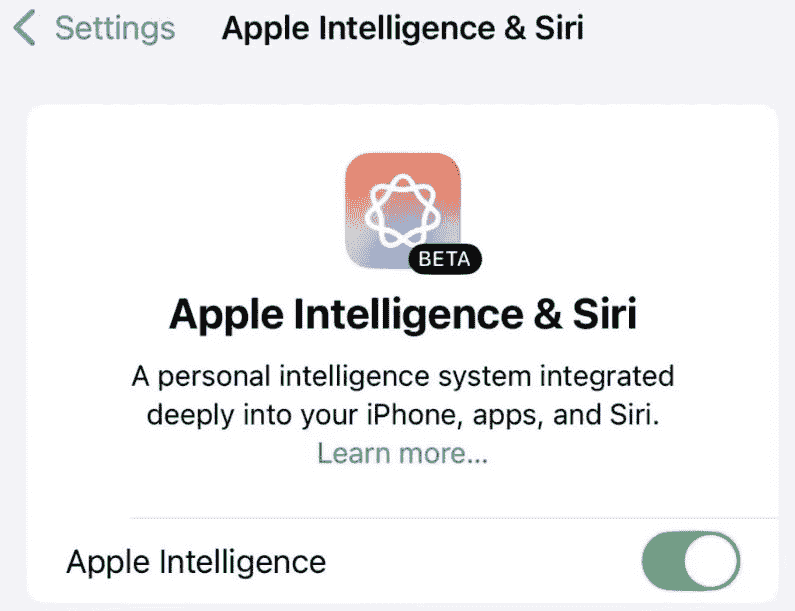 Settings Apple Intelligence & Siri
BETA
Apple Intelligence & Siri
A personal intelligence system integrated
deeply into your iPhone, apps, and Siri.
Learn more...
Apple Intelligence